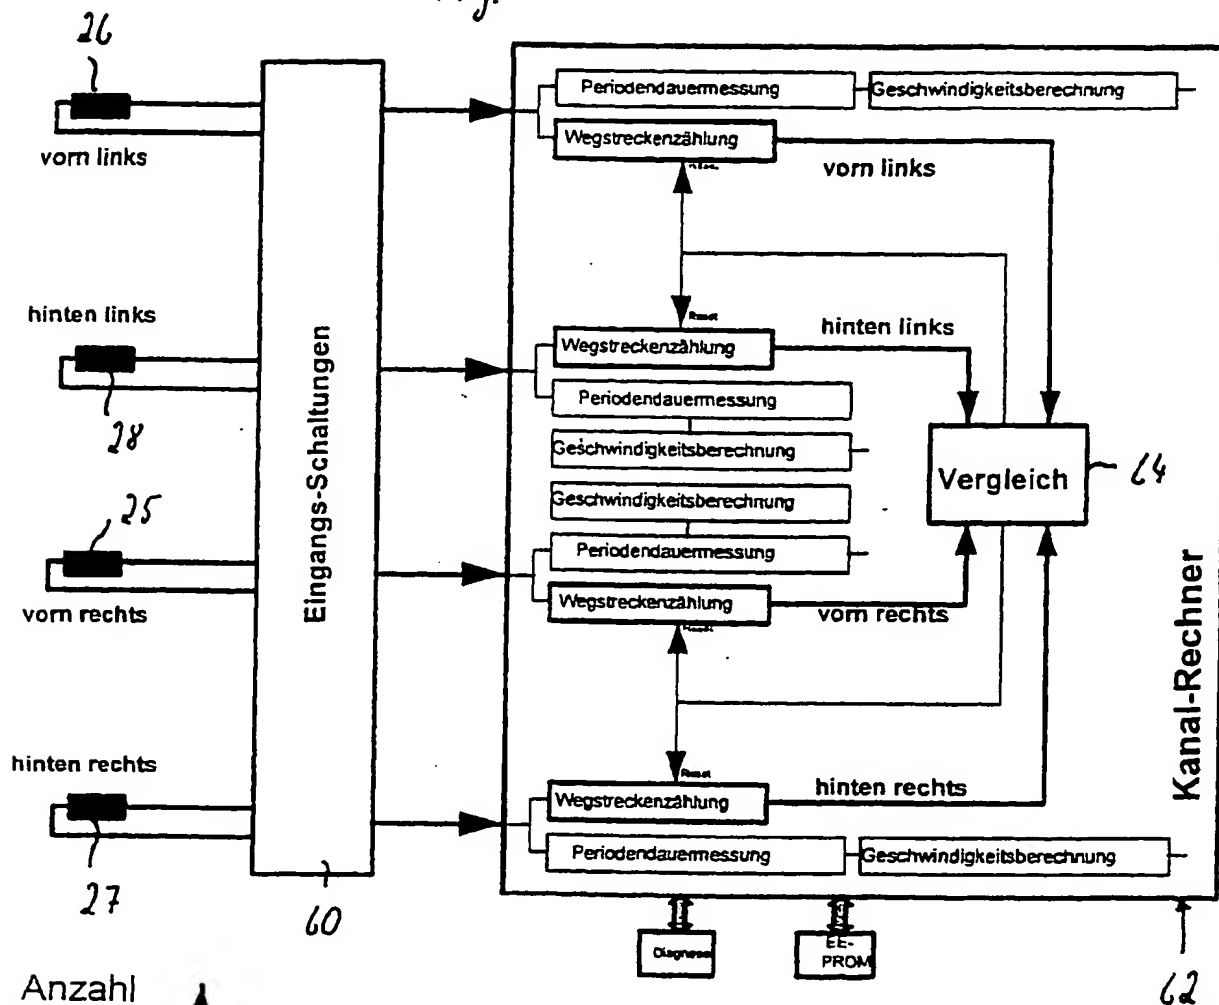 26
Periodendauermessung
Geschwindigkeitsberechnung
Wegstreckenzählung
vorn links
vorn links
hinten links
28
Eingangs-Schaltungen
Reset
Wegstreckenzählung
hinten links
Periodendauermessung
Geschwindigkeitsberechnung
Vergleich
64
Geschwindigkeitsberechnung
25
Periodendauermessung
Wegstreckenzählung
vorn rechts
vorn rechts
Kanal-Rechner
hinten rechts
27
Reset
Wegstreckenzählung
hinten rechts
Periodendauermessung
Geschwindigkeitsberechnung
60
Diagnose
EE-
PROM
62
Anzahl